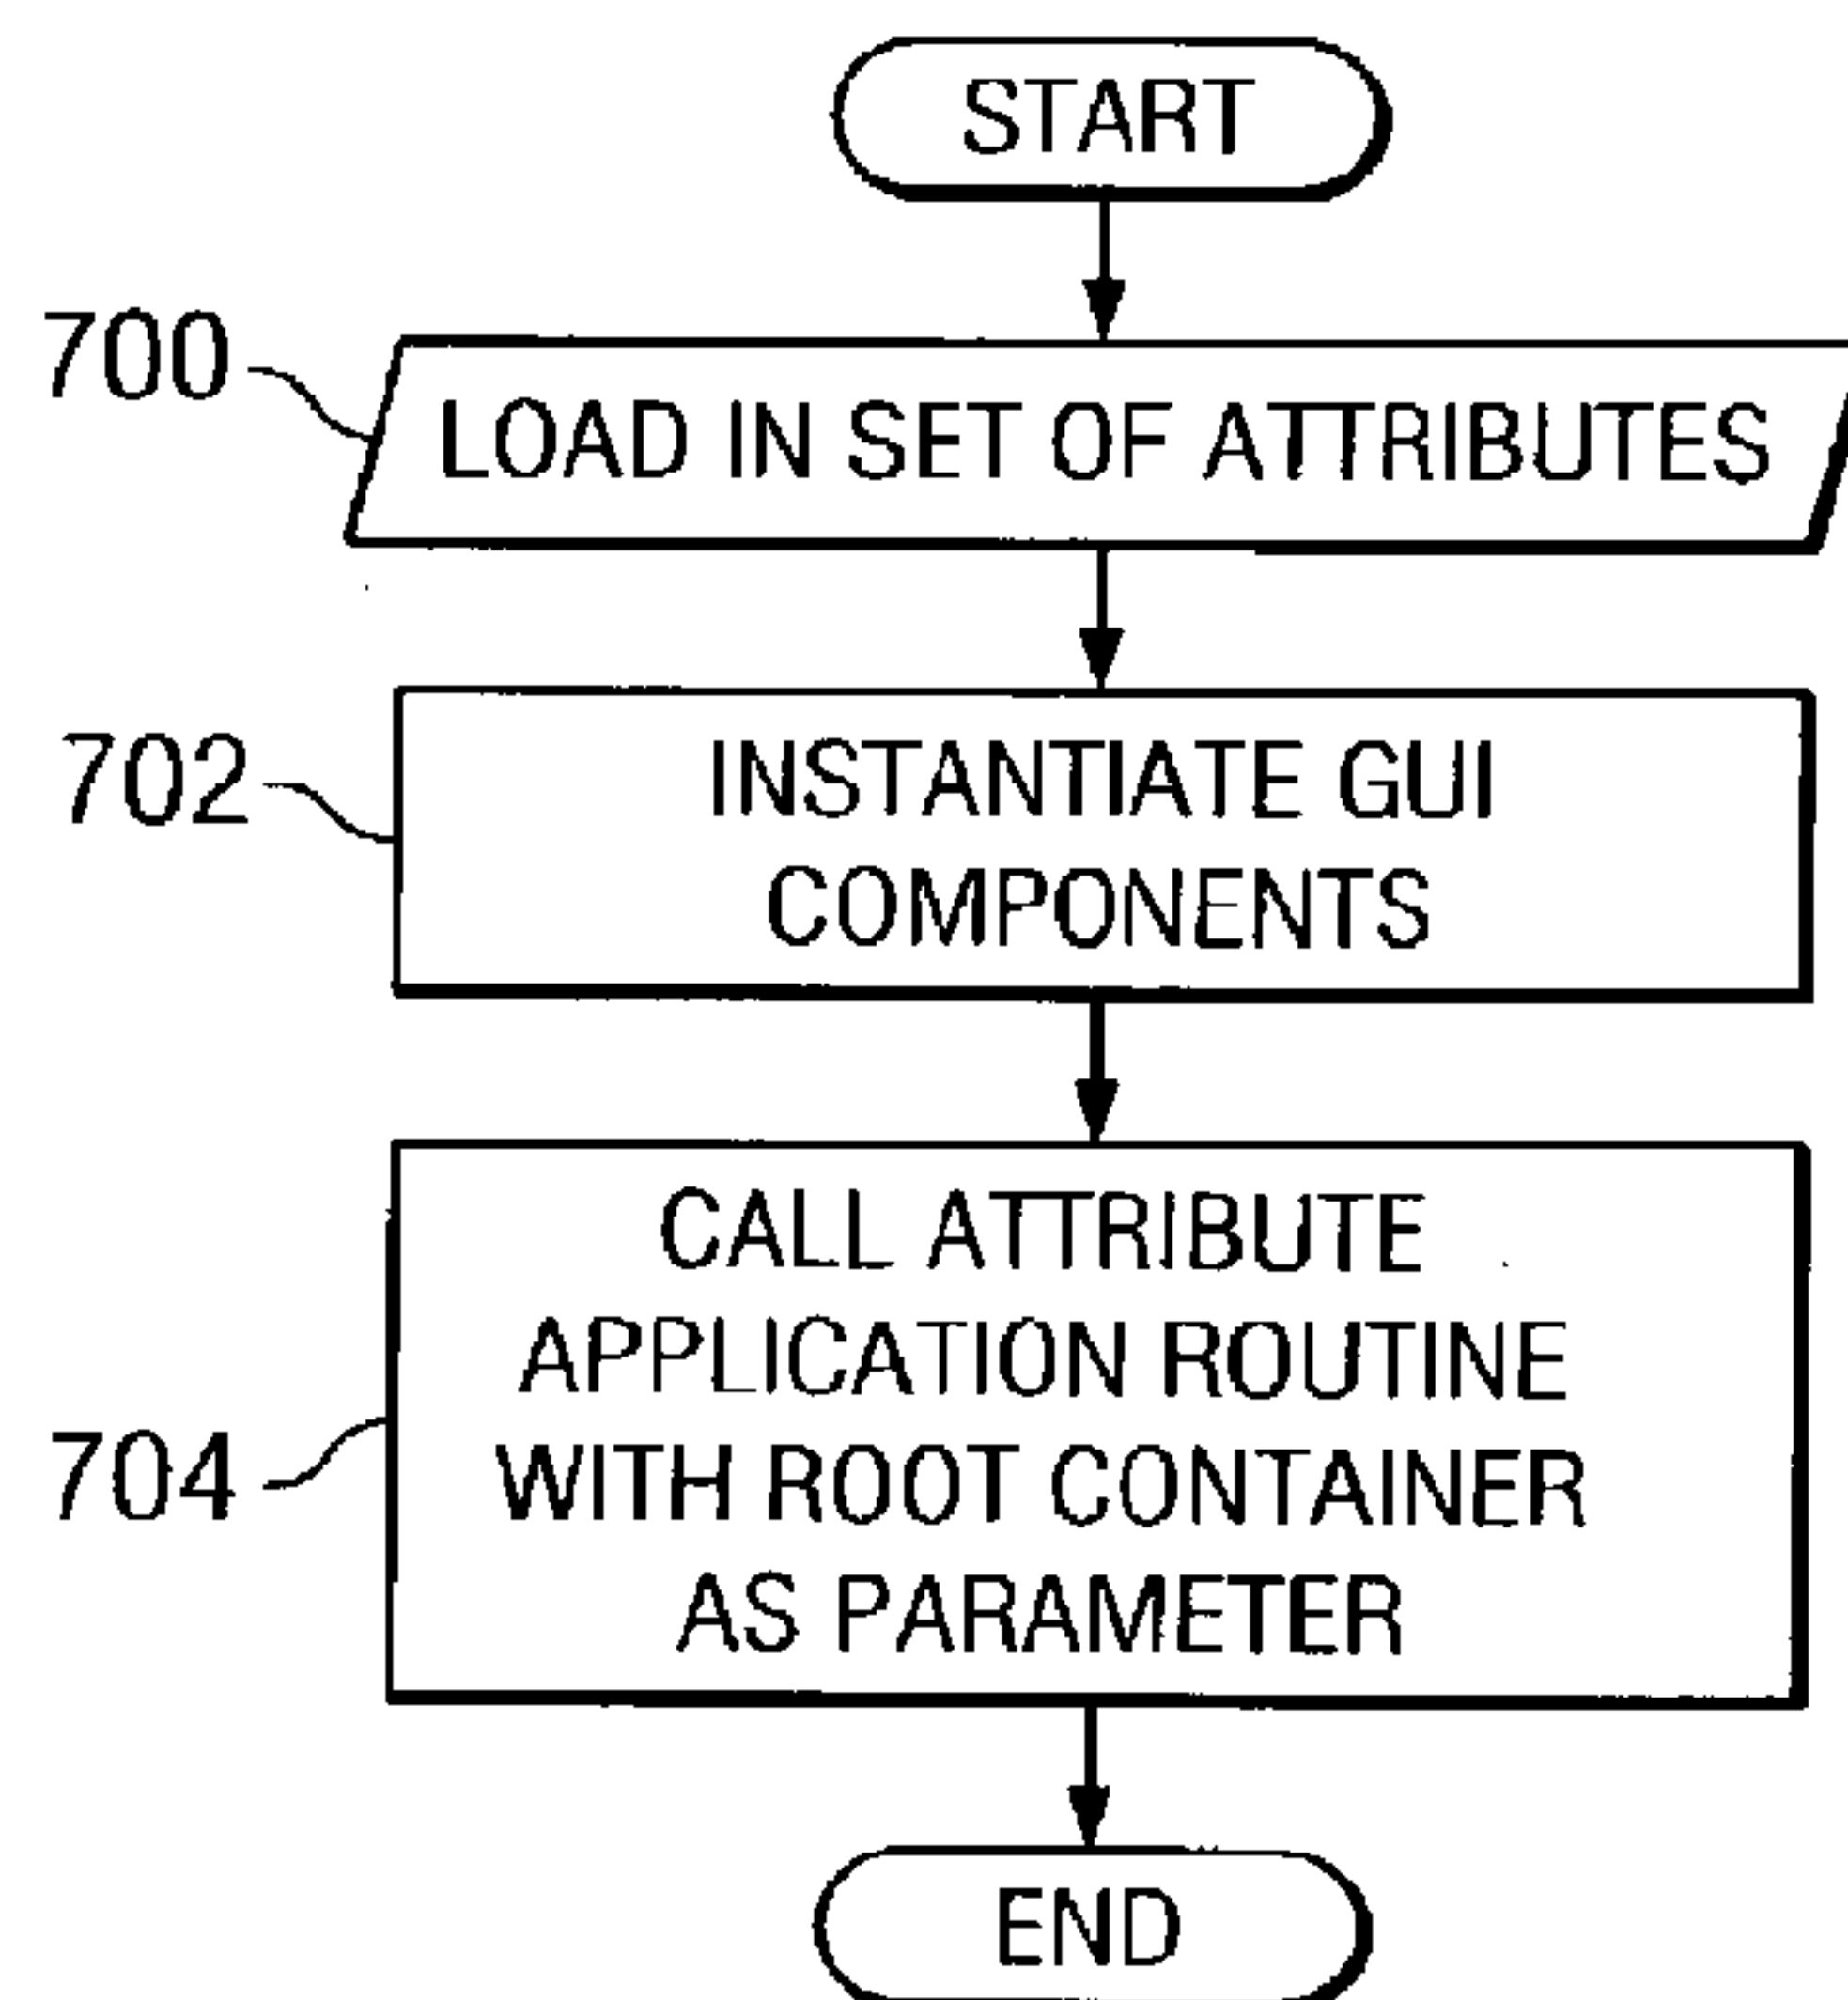 START
700
LOAD IN SET OF ATTRIBUTES
702
INSTANTIATE GUI
COMPONENTS
CALL ATTRIBUTE
APPLICATION ROUTINE
704
WITH ROOT CONTAINER
AS PARAMETER
END